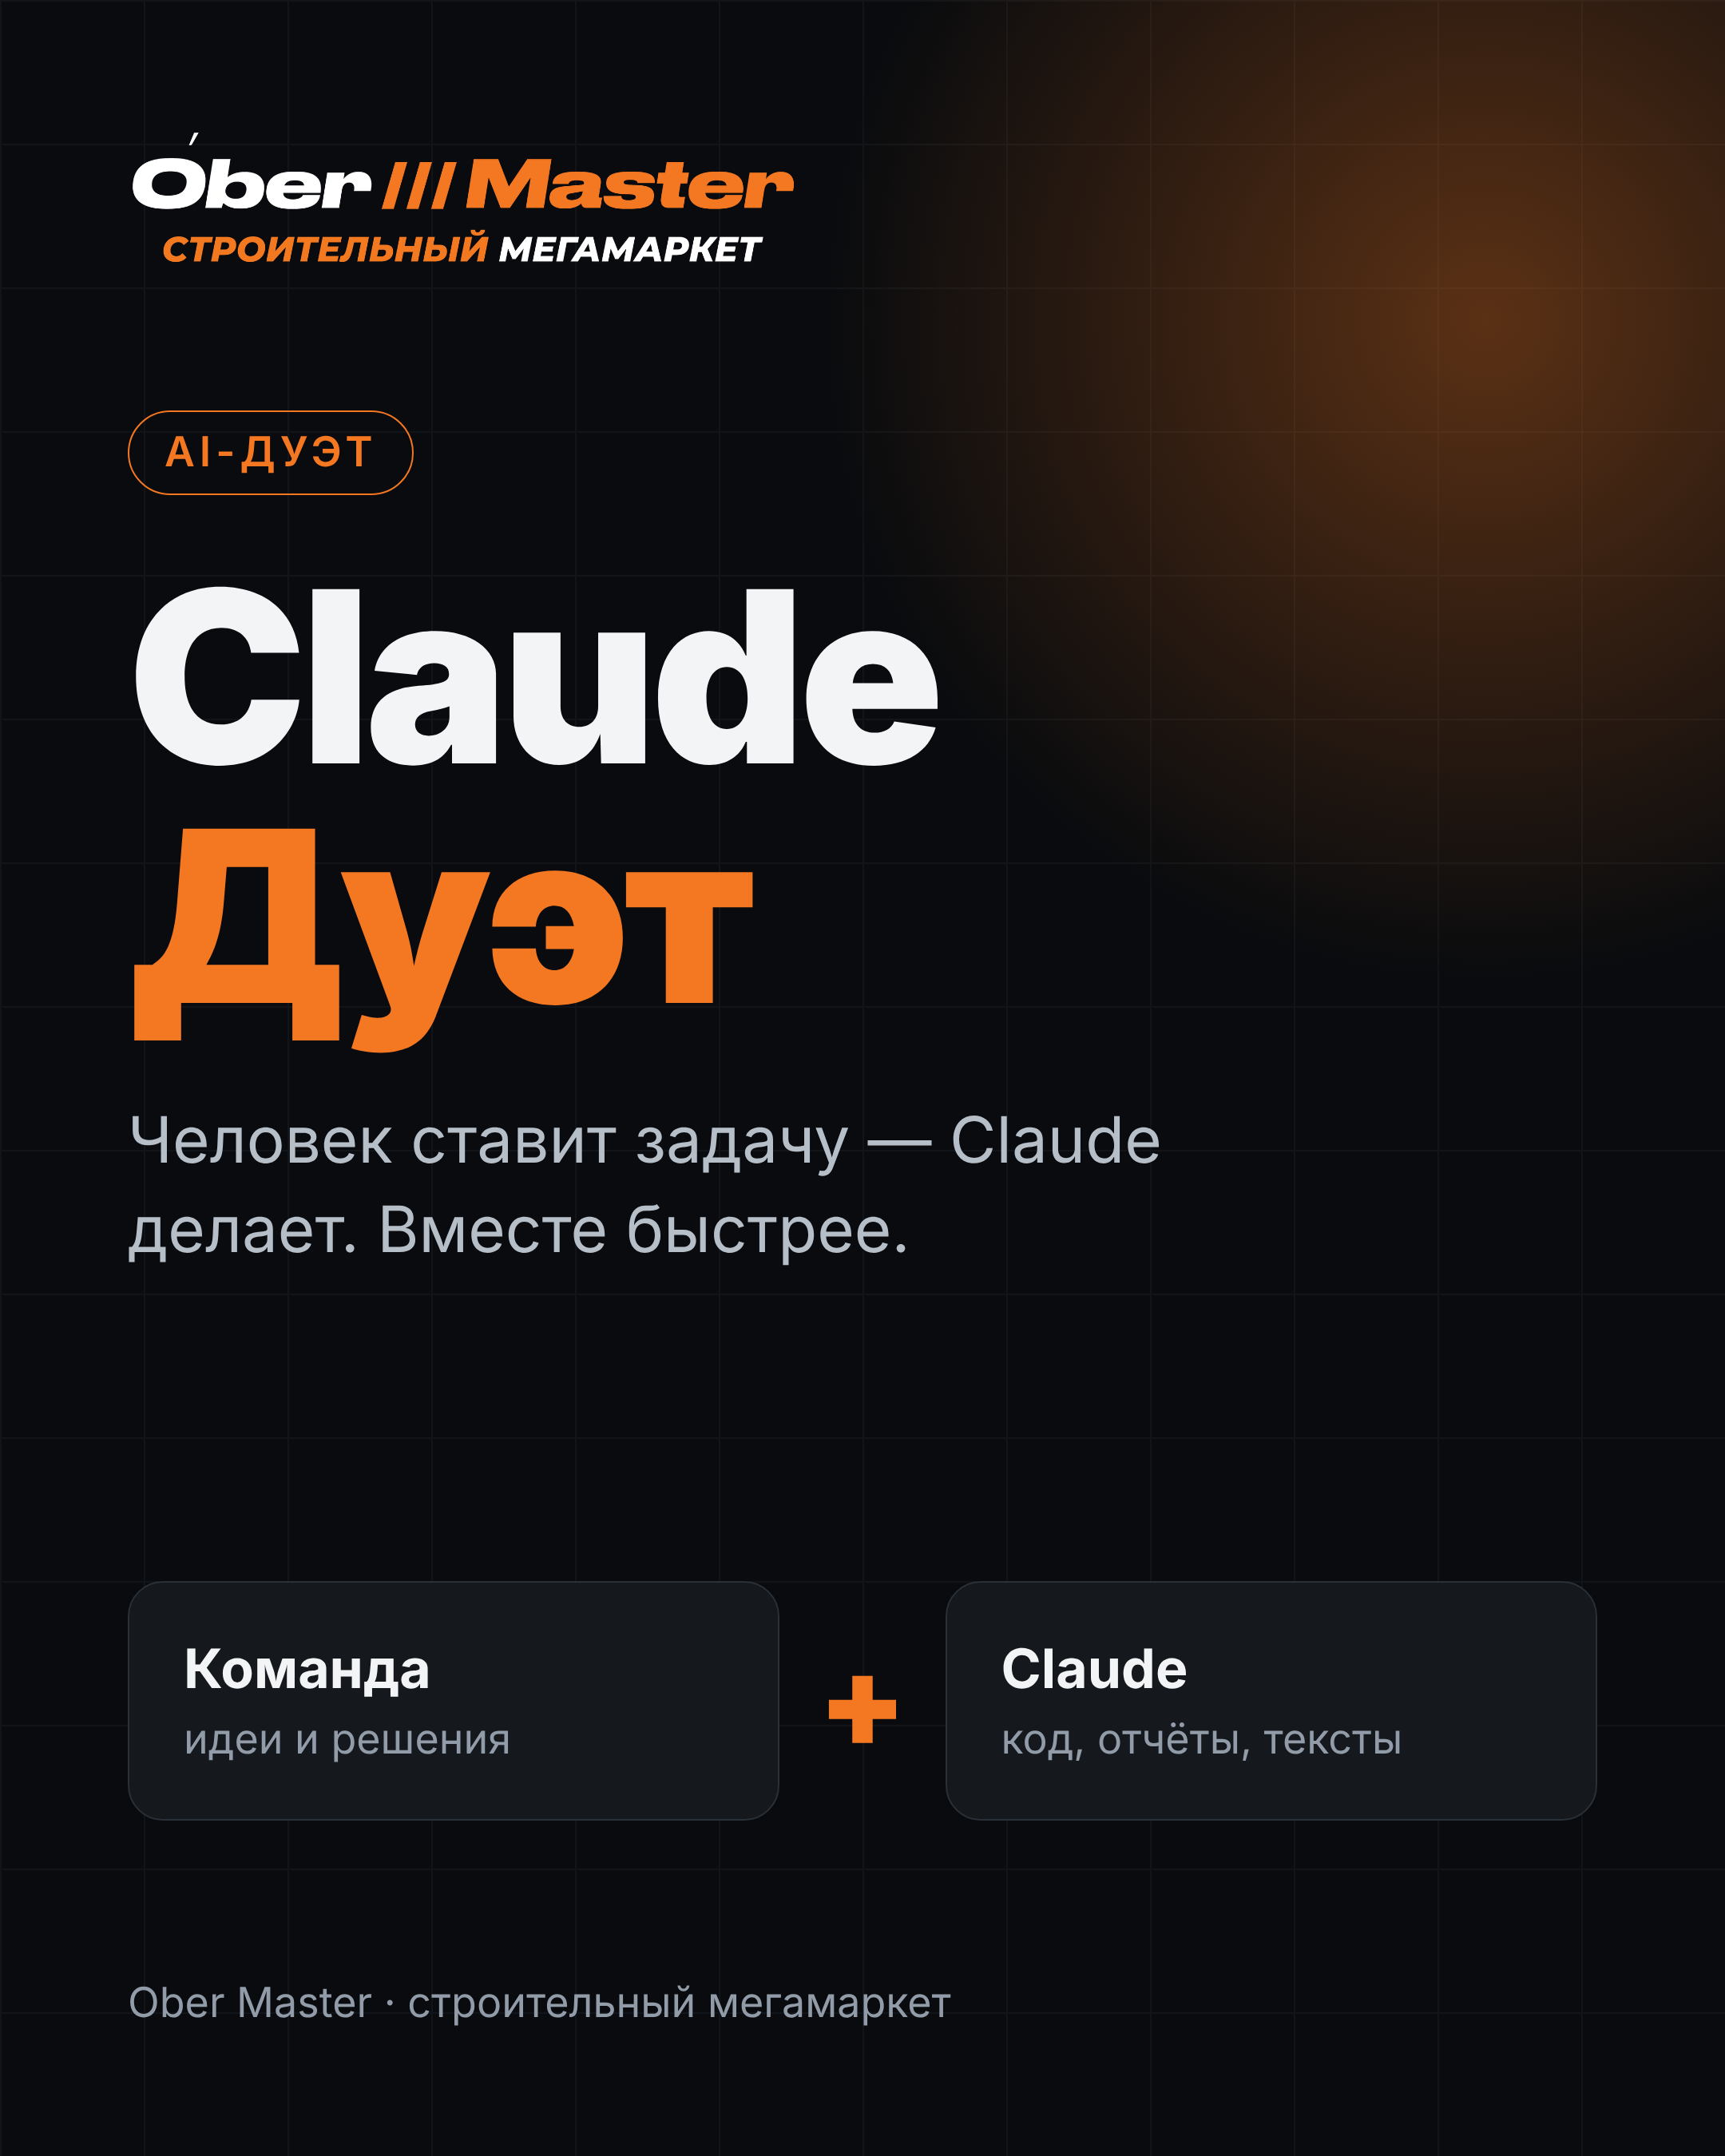 Óber///Master
СТРОИТЕЛЬНЫЙ МЕГАМАРКЕТ
AI-ДУЭТ
Claude
Дуэт
Человек ставит задачу — Claude
делает. Вместе быстрее.
Команда
идеи и решения
+
Claude
код, отчёты, тексты
Ober Master · строительный мегамаркет